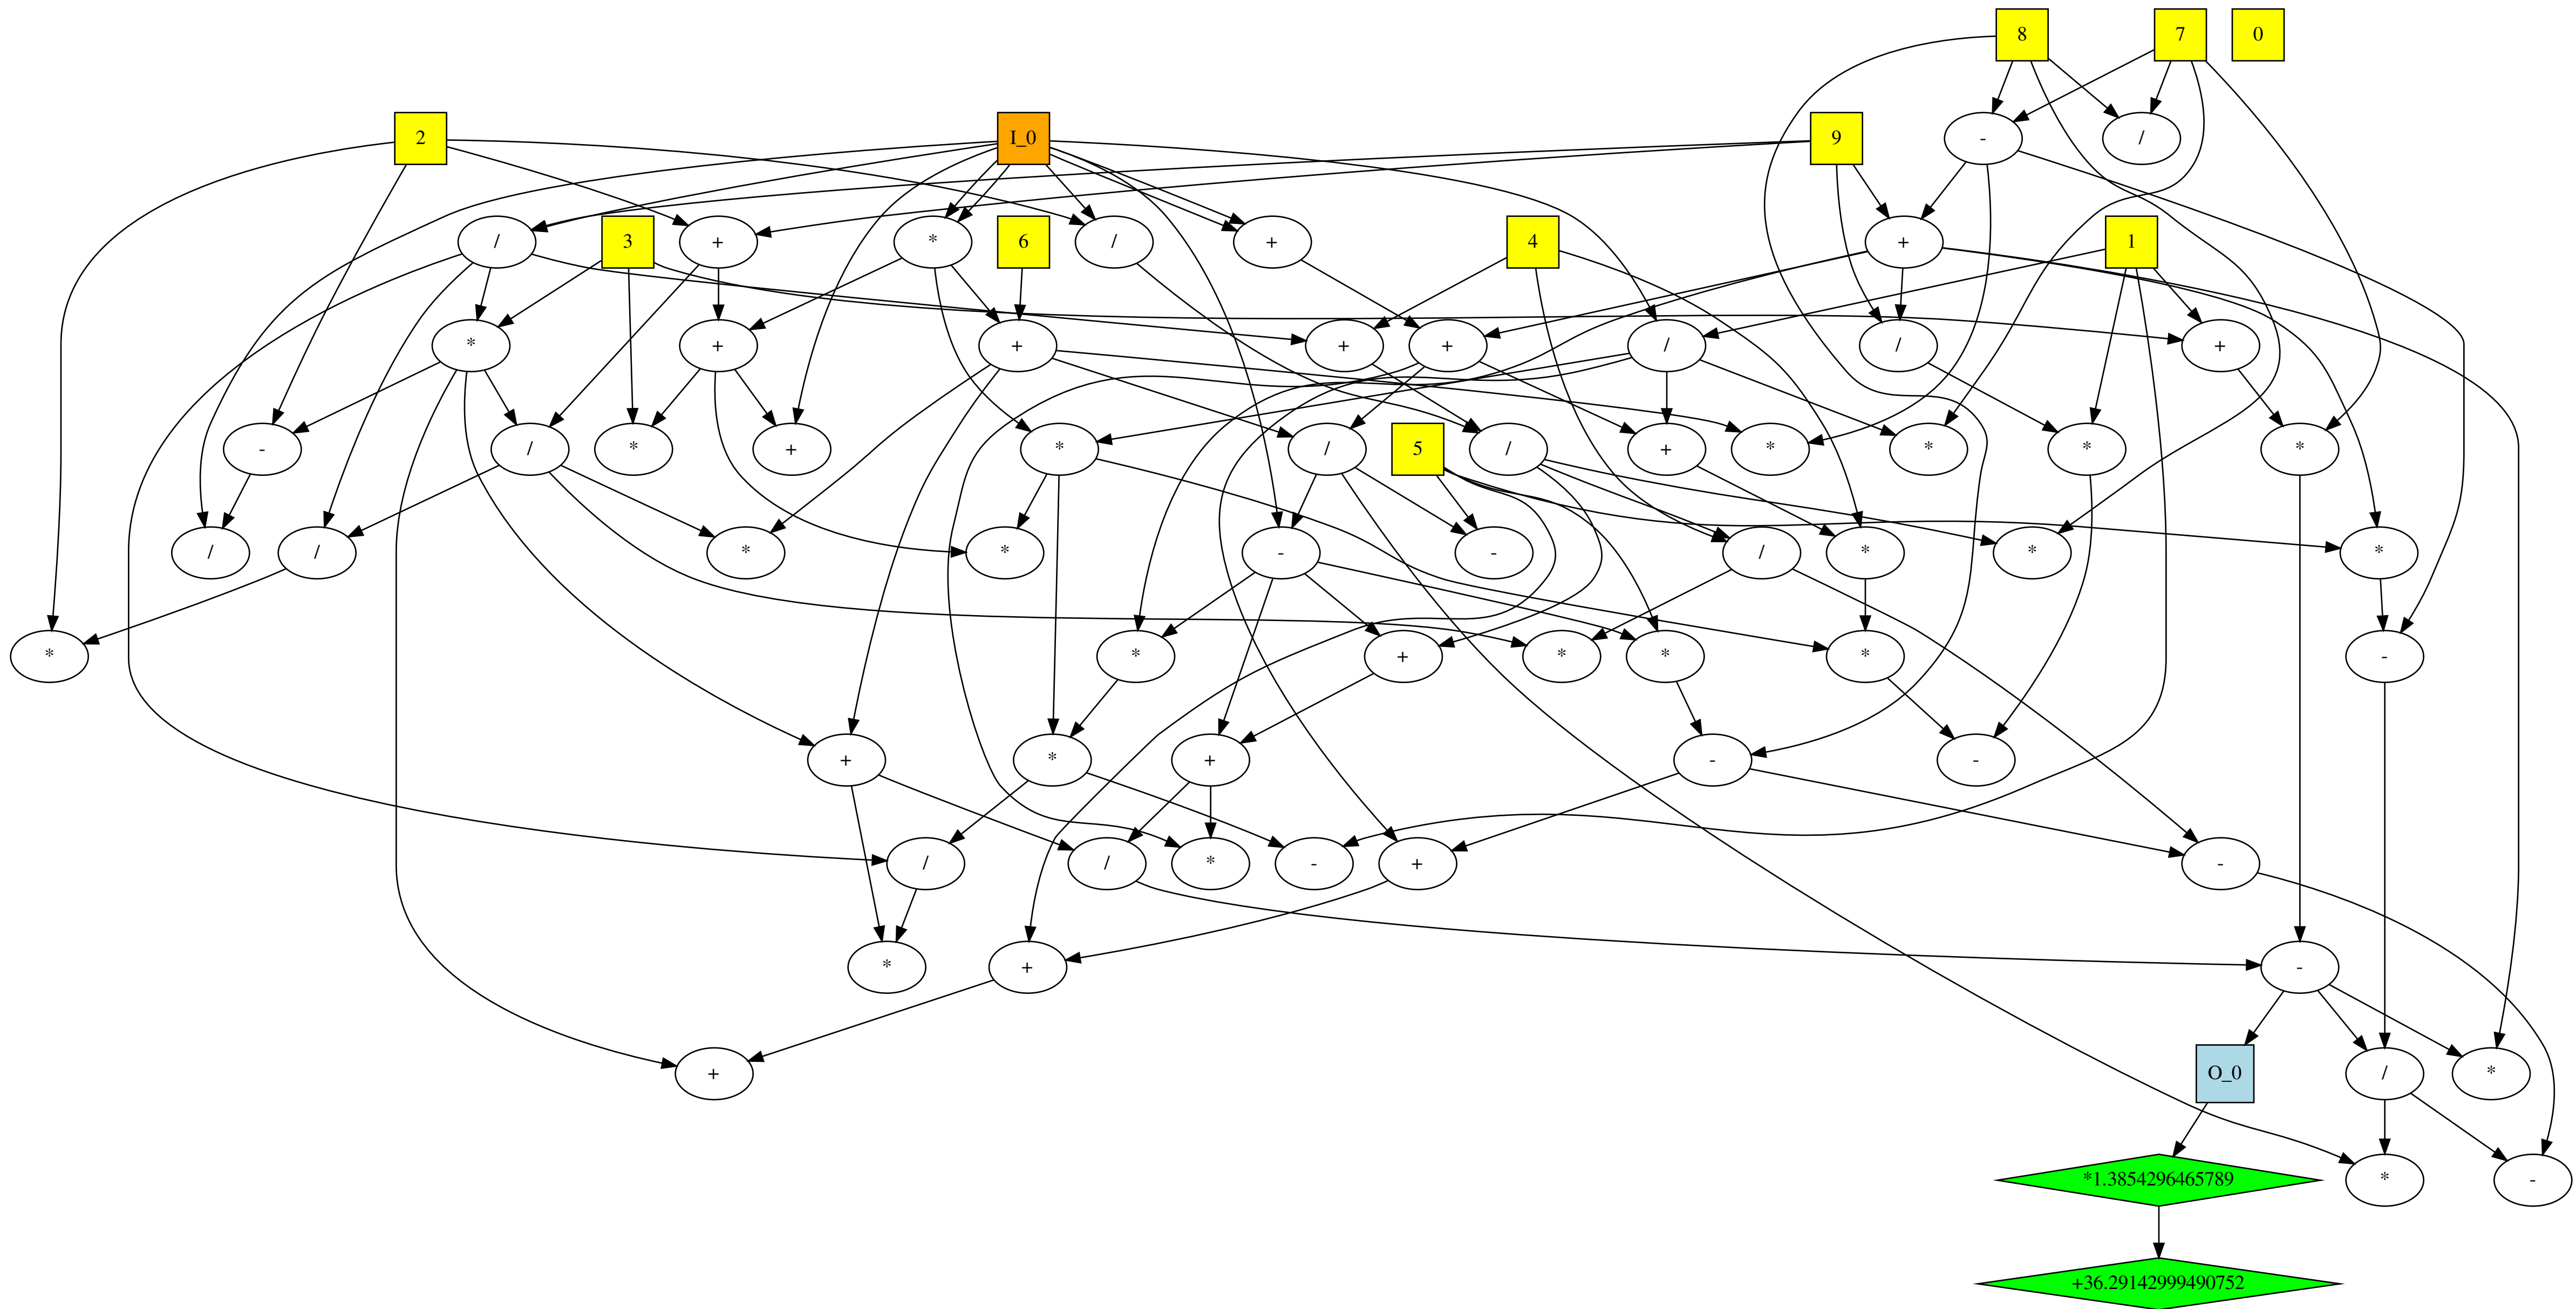 8 7 0
2 I_0 9 - /
/ 3 + * 6 / + 4 + 1
* + + + + / / +
- / * + * / 5 / + * * * *
/ / * * - - / * * *
* * + * * * -
+ * + - -
/ / * - + -
* + -
+ O_0 / *
*1.3854296465789 * -
+36.29142999490752